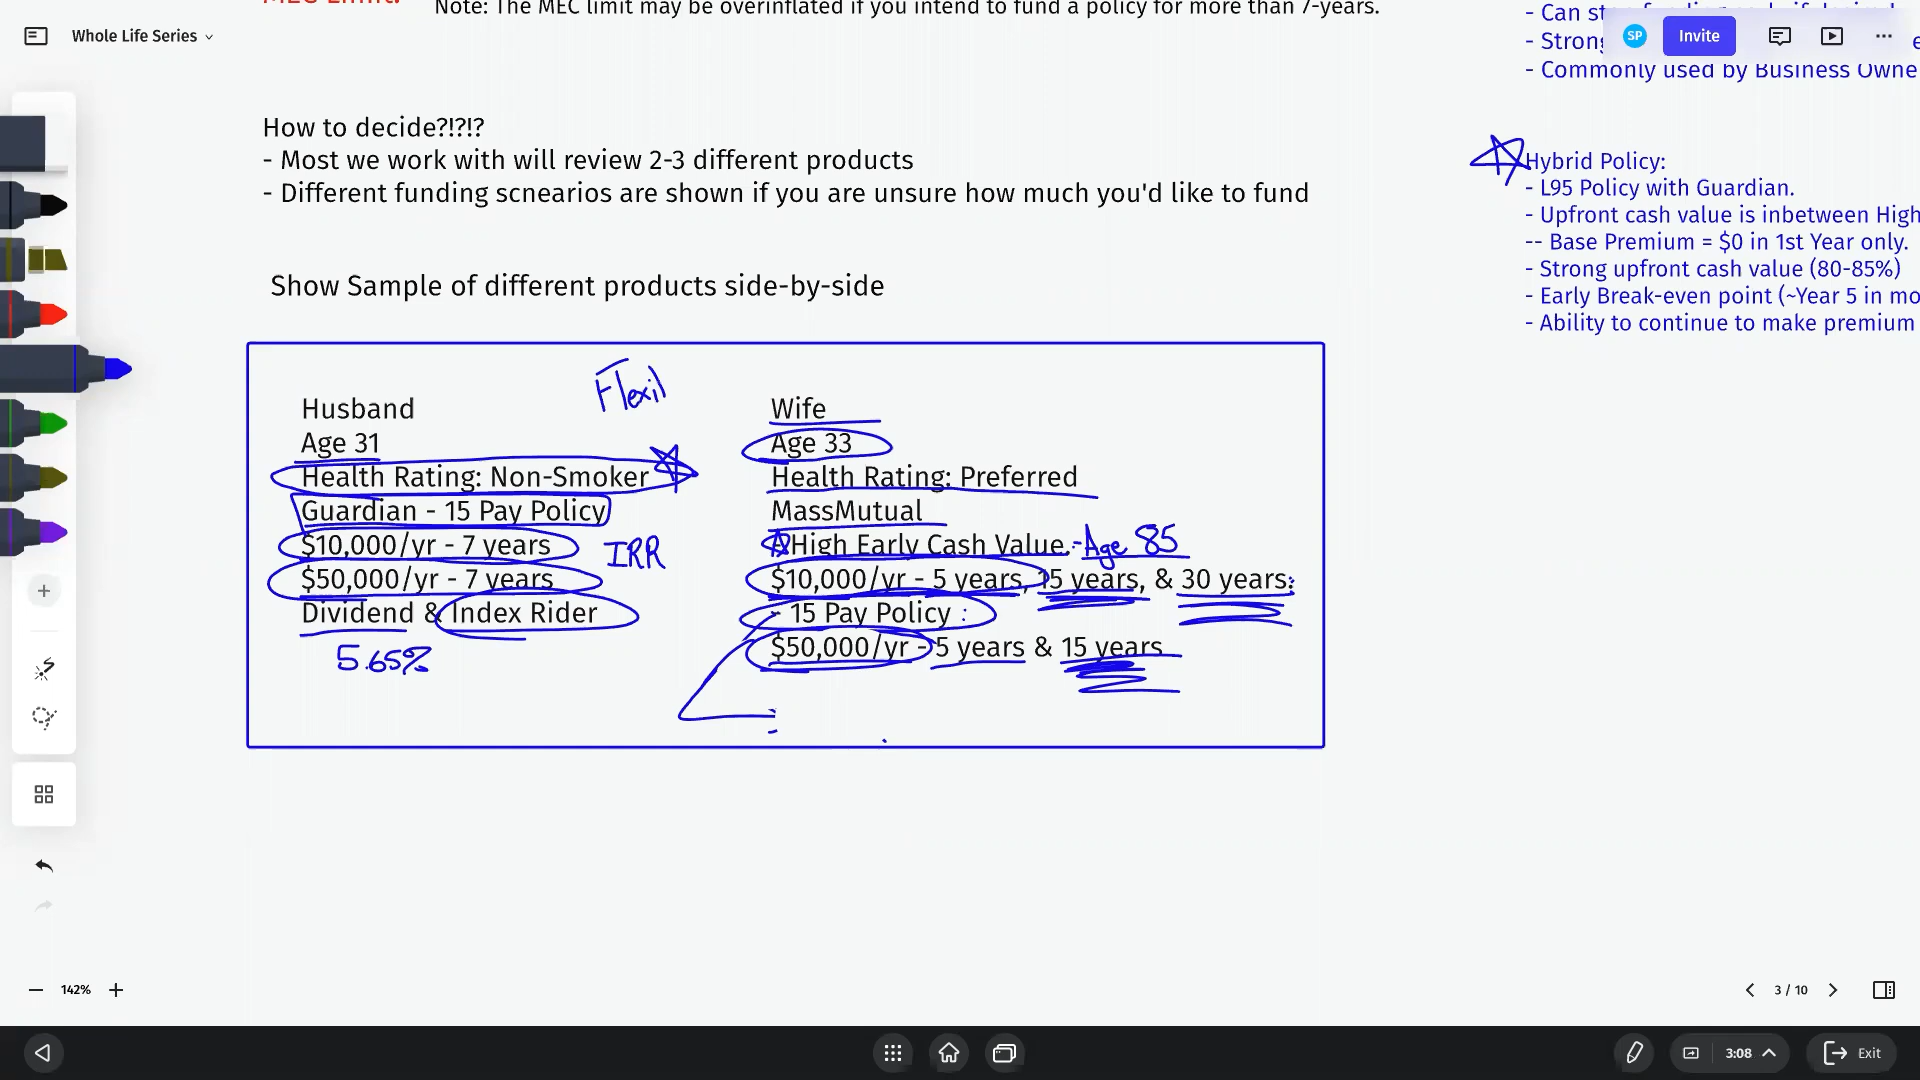 Note: The MEC limit may be overinflated if you intend to fund a policy for more than 7-years.
Whole Life Series
SP
Invite
How to decide?!?!?
- Most we work with will review 2-3 different products
- Different funding scnearios are shown if you are unsure how much you'd like to fund
Show Sample of different products side-by-side
Flexil
Husband
Age 31
Health Rating: Non-Smoker
Guardian - 15 Pay Policy
$10,000/yr - 7 years
IRR
$50,000/yr - 7 years
Dividend & Index Rider
5.65%
Wife
Age 33
Health Rating: Preferred
MassMutual
High Early Cash Value. - Age 85
$10,000/yr - 5 years, 15 years, & 30 years:
- 15 Pay Policy :
$50,000/yr - 5 years & 15 years
- Can
- Strong
- Commonly used by Business Owne
Hybrid Policy:
- L95 Policy with Guardian.
- Upfront cash value is inbetween High
-- Base Premium = $0 in 1st Year only.
- Strong upfront cash value (80-85%)
- Early Break-even point (~Year 5 in mo
- Ability to continue to make premium
142%
3 / 10
3:08
Exit